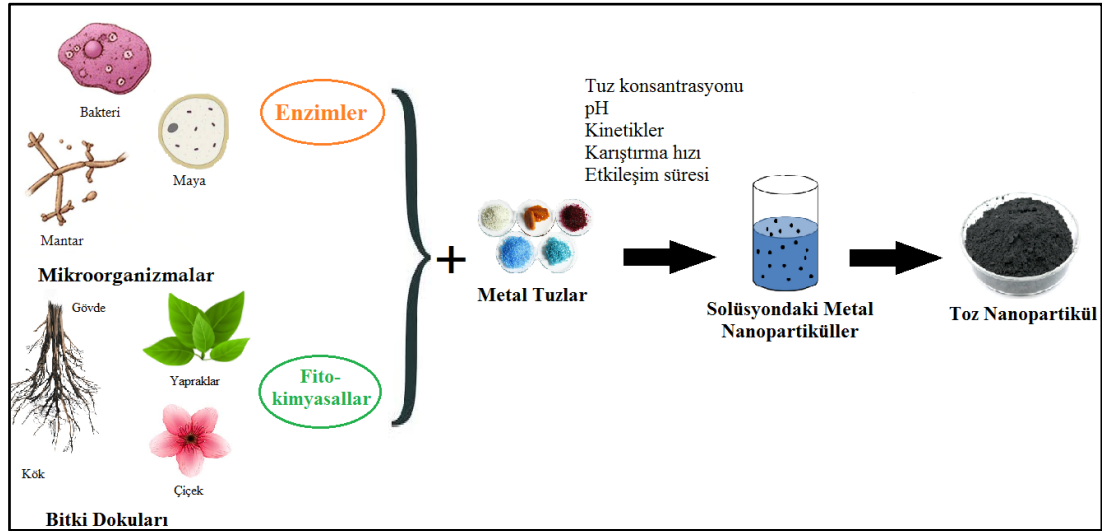 Bakteri
Maya
Mantar
Mikroorganizmalar
Enzimler
Gövde
Yapraklar
Kök
Çiçek
Bitki Dokuları
Fito-
kimyasallar
+
Metal Tuzlar
Tuz konsantrasyonu
pH
Kinetikler
Karıştırma hızı
Etkileşim süresi
Solüsyondaki Metal
Nanopartiküller
Toz Nanopartikül